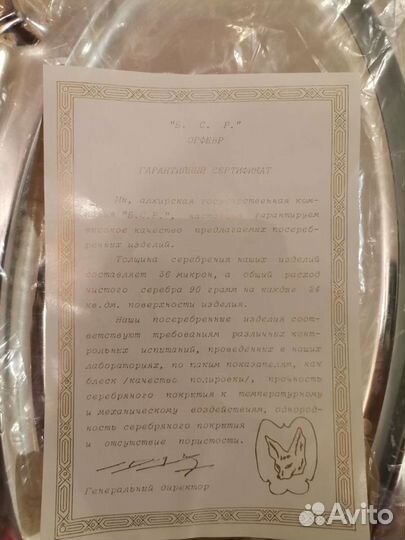 "Б. С. Р."
ОРФЕВР
ГАРАНТИЙНЫЙ СЕРТИФИКАТ
Мы, алжирская государственная ком-
пания "Б.С.Р.", настоящим гарантируем
высокое качество предлагаемых посереб-
ренных изделий.
Толщина серебрения наших изделий
составляет 36 микрон, а общий расход
чистого серебра 90 грамм на каждые 24
кв.дм. поверхности изделия.
Наши посеребренные изделия соот-
ветствуют требованиям различных конт-
рольных испытаний, проведенных в наших
лабораториях, по таким показателям, как
блеск /качество полировки/, прочность
серебряного покрытия к температурному
и механическому воздействиям, однород-
ность серебряного покрытия
и отсутствие пористости.
Генеральный директор
Avito